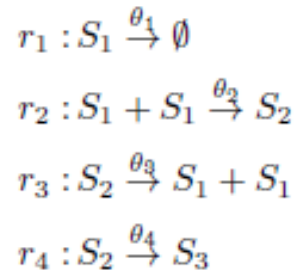 r₁ : S₁ →^θ₁ ∅
r₂ : S₁ + S₁ →^θ₂ S₂
r₃ : S₂ →^θ₃ S₁ + S₁
r₄ : S₂ →^θ₄ S₃